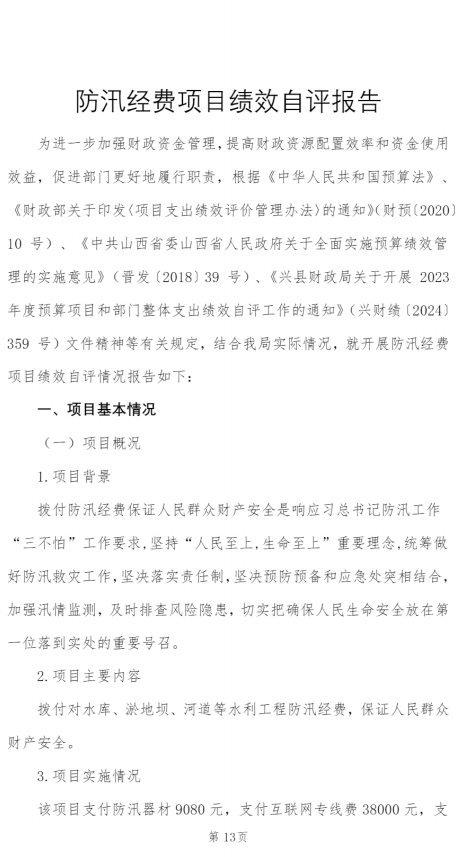 防汛经费项目绩效自评报告
为进一步加强财政资金管理,提高财政资源配置效率和资金使用
效益，促进部门更好地履行职责，根据《中华人民共和国预算法》、
《财政部关于印发〈项目支出绩效评价管理办法〉的通知》（财预〔2020〕
10 号）、《中共山西省委山西省人民政府关于全面实施预算绩效管
理的实施意见》（晋发〔2018〕39 号）、《兴县财政局关于开展 2023
年度预算项目和部门整体支出绩效自评工作的通知》（兴财绩〔2024〕
359 号）文件精神等有关规定，结合我局实际情况，就开展防汛经费
项目绩效自评情况报告如下：
一、项目基本情况
（一）项目概况
1.项目背景
拨付防汛经费保证人民群众财产安全是响应习总书记防汛工作
“三不怕”工作要求,坚持“人民至上,生命至上”重要理念,统筹做
好防汛救灾工作,坚决落实责任制,坚决预防预备和应急处突相结合,
加强汛情监测，及时排查风险隐患，切实把确保人民生命安全放在第
一位落到实处的重要号召。
2.项目主要内容
拨付对水库、淤地坝、河道等水利工程防汛经费，保证人民群众
财产安全。
3.项目实施情况
该项目支付防汛器材 9080 元，支付互联网专线费 38000 元，支
第 13页